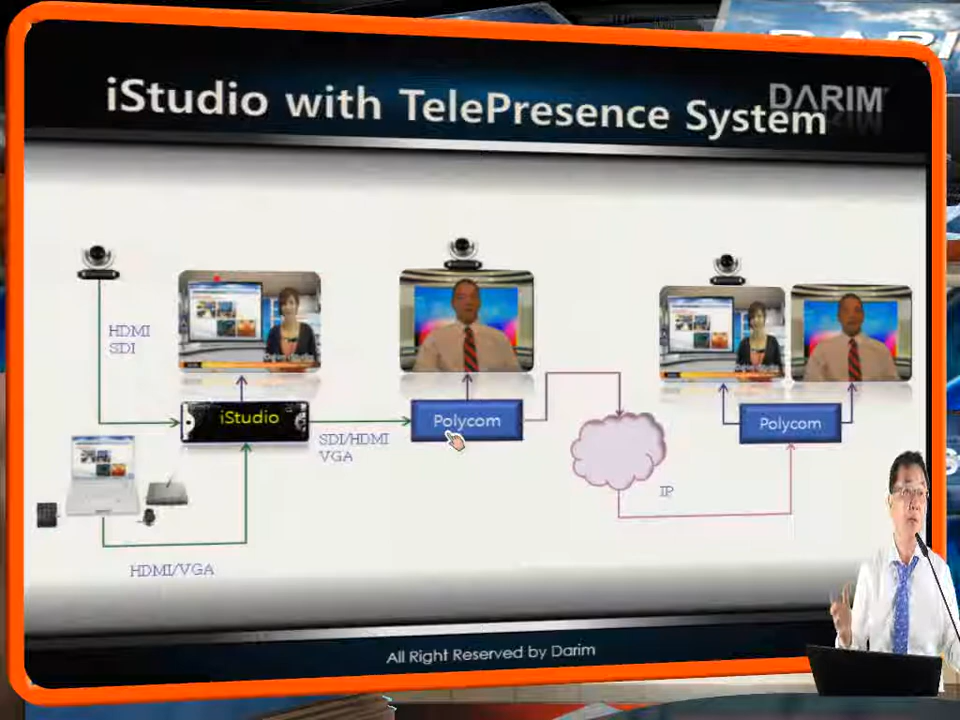 iStudio with TelePresence System
DARIM
HDMI
SDI
iStudio
SDI/HDMI
VGA
Polycom
IP
Polycom
HDMI/VGA
All Right Reserved by Darim